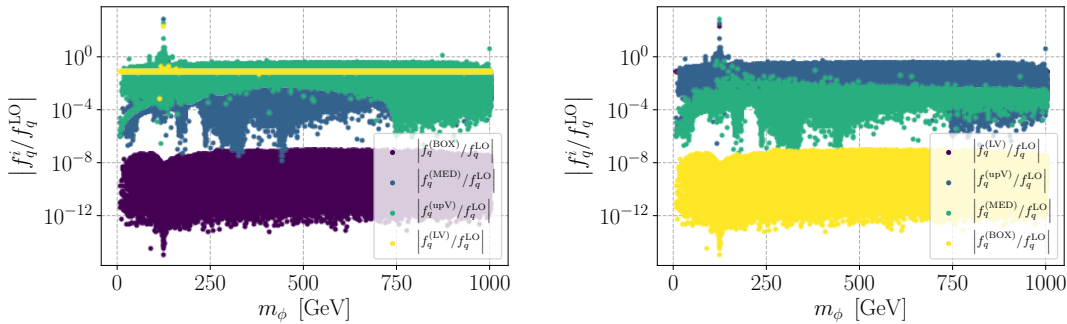 |f_q^i/f_q^LO|
10^0
10^−4
10^−8
10^−12
|f_q^(BOX)/f_q^LO|
|f_q^(MED)/f_q^LO|
|f_q^(upV)/f_q^LO|
|f_q^(LV)/f_q^LO|
0 250 500 750 1000
m_ϕ [GeV]
|f_q^i/f_q^LO|
10^0
10^−4
10^−8
10^−12
|f_q^(LV)/f_q^LO|
|f_q^(upV)/f_q^LO|
|f_q^(MED)/f_q^LO|
|f_q^(BOX)/f_q^LO|
0 250 500 750 1000
m_ϕ [GeV]